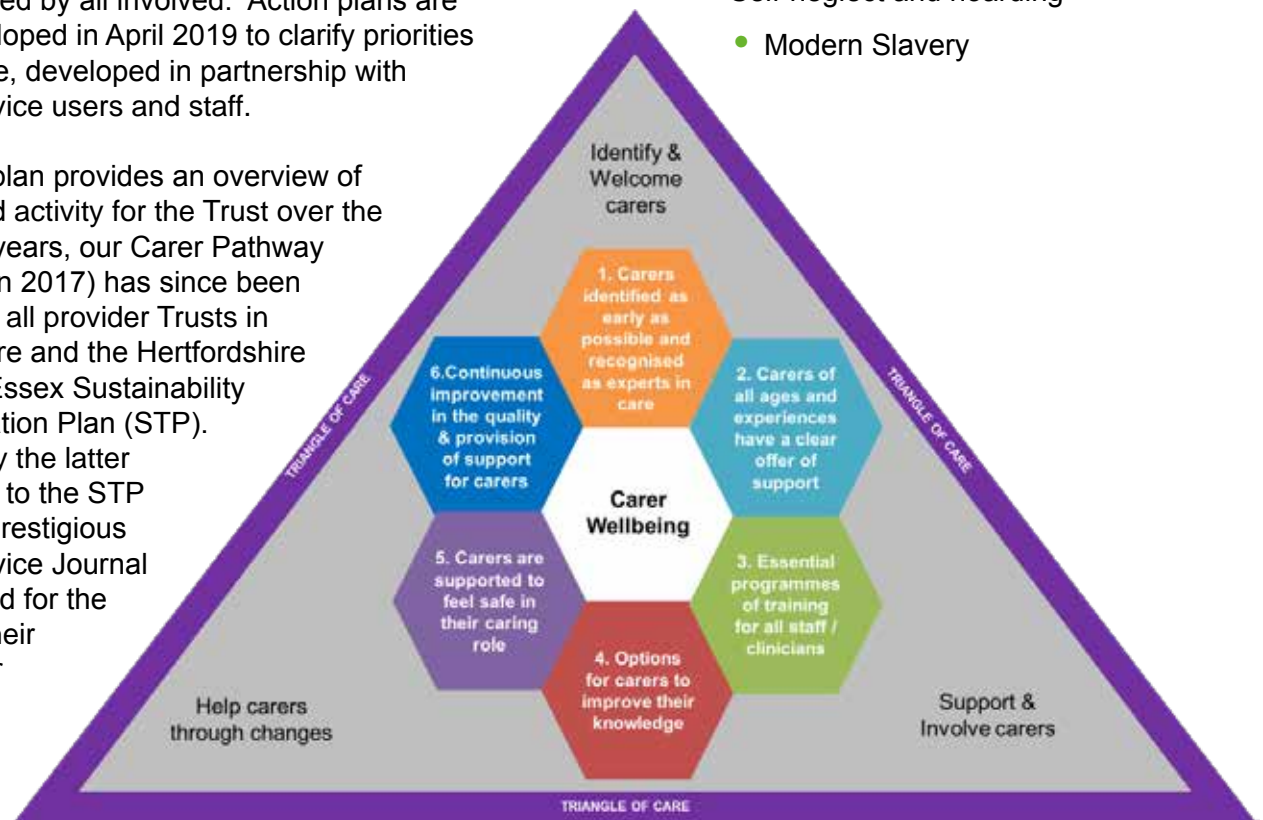 ed by all involved. Action plans are
loped in April 2019 to clarify priorities
e, developed in partnership with
vice users and staff.
plan provides an overview of
d activity for the Trust over the
years, our Carer Pathway
n 2017) has since been
all provider Trusts in
re and the Hertfordshire
Essex Sustainability
ation Plan (STP).
y the latter
to the STP
restigious
vice Journal
d for the
heir
Self-neglect and hoarding
• Modern Slavery
Identify &
Welcome
carers
1. Carers
identified as
early as
possible and
recognised
as experts in
care
2. Carers of
all ages and
experiences
have a clear
offer of
support
3. Essential
programmes
of training
for all staff /
clinicians
4. Options
for carers to
improve their
knowledge
5. Carers are
supported to
feel safe in
their caring
role
6.Continuous
improvement
in the quality
& provision
of support
for carers
Carer
Wellbeing
Help carers
through changes
Support &
Involve carers
TRIANGLE OF CARE
TRIANGLE OF CARE
TRIANGLE OF CARE